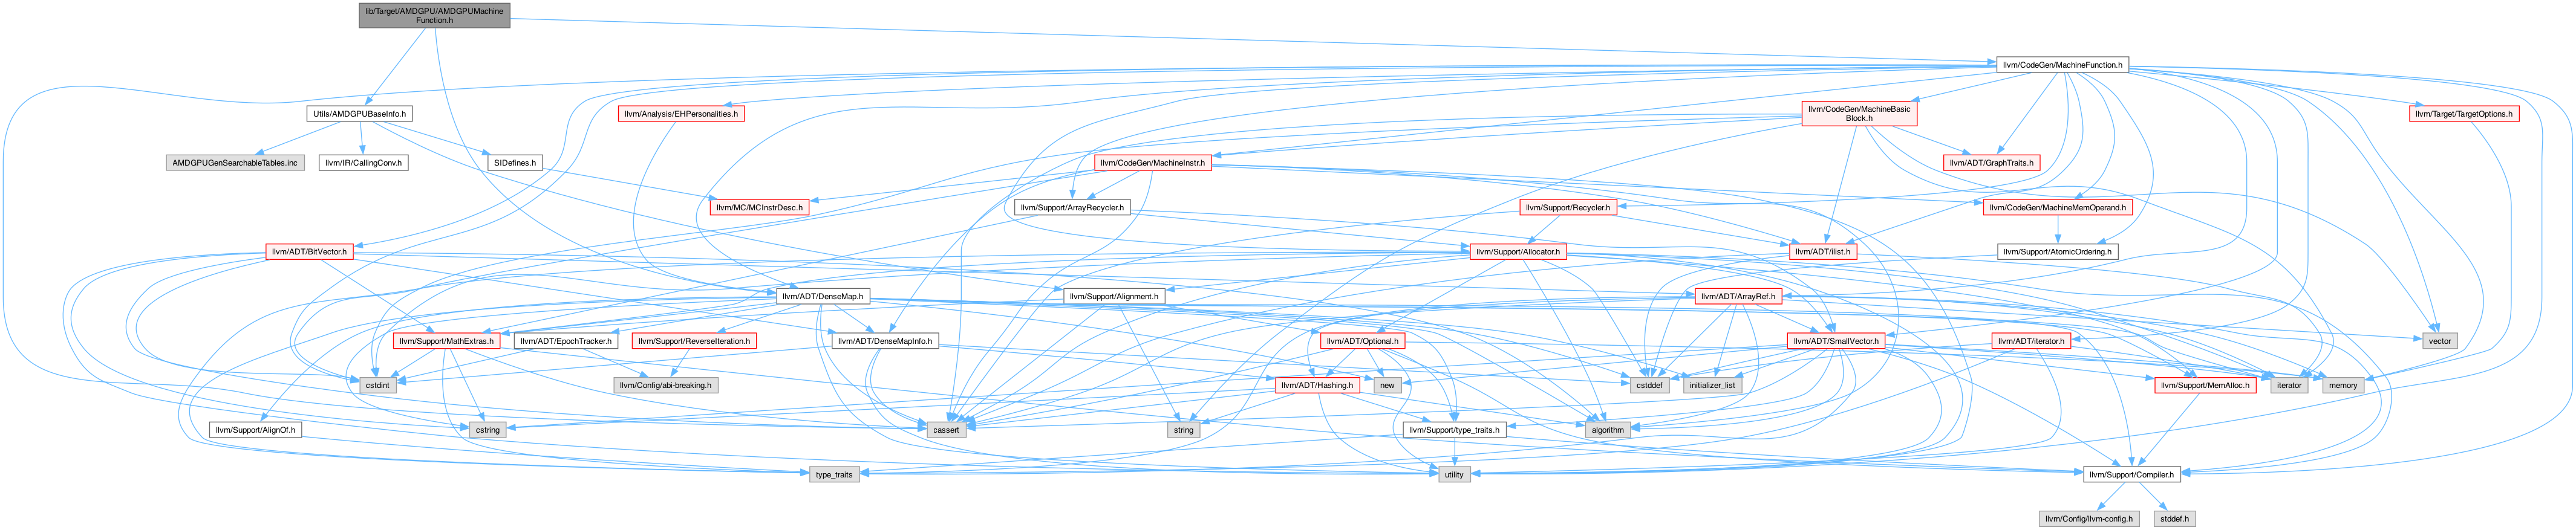 lib/Target/AMDGPU/AMDGPUMachine
Function.h
llvm/CodeGen/MachineFunction.h
Utils/AMDGPUBaseInfo.h
llvm/Analysis/EHPersonalities.h
llvm/CodeGen/MachineBasic
Block.h
llvm/Target/TargetOptions.h
AMDGPUGenSearchableTables.inc
llvm/IR/CallingConv.h
SIDefines.h
llvm/CodeGen/MachineInstr.h
llvm/ADT/GraphTraits.h
llvm/MC/MCInstrDesc.h
llvm/Support/ArrayRecycler.h
llvm/Support/Recycler.h
llvm/CodeGen/MachineMemOperand.h
llvm/ADT/BitVector.h
llvm/Support/Allocator.h
llvm/ADT/ilist.h
llvm/Support/AtomicOrdering.h
llvm/ADT/DenseMap.h
llvm/Support/Alignment.h
llvm/ADT/ArrayRef.h
llvm/Support/MathExtras.h
llvm/ADT/EpochTracker.h
llvm/Support/ReverseIteration.h
llvm/ADT/DenseMapInfo.h
llvm/ADT/Optional.h
llvm/ADT/SmallVector.h
llvm/ADT/iterator.h
vector
cstdint
llvm/Config/abi-breaking.h
llvm/ADT/Hashing.h
new
cstddef
initializer_list
llvm/Support/MemAlloc.h
iterator
memory
llvm/Support/AlignOf.h
cstring
cassert
string
llvm/Support/type_traits.h
algorithm
type_traits
utility
llvm/Support/Compiler.h
llvm/Config/llvm-config.h
stddef.h